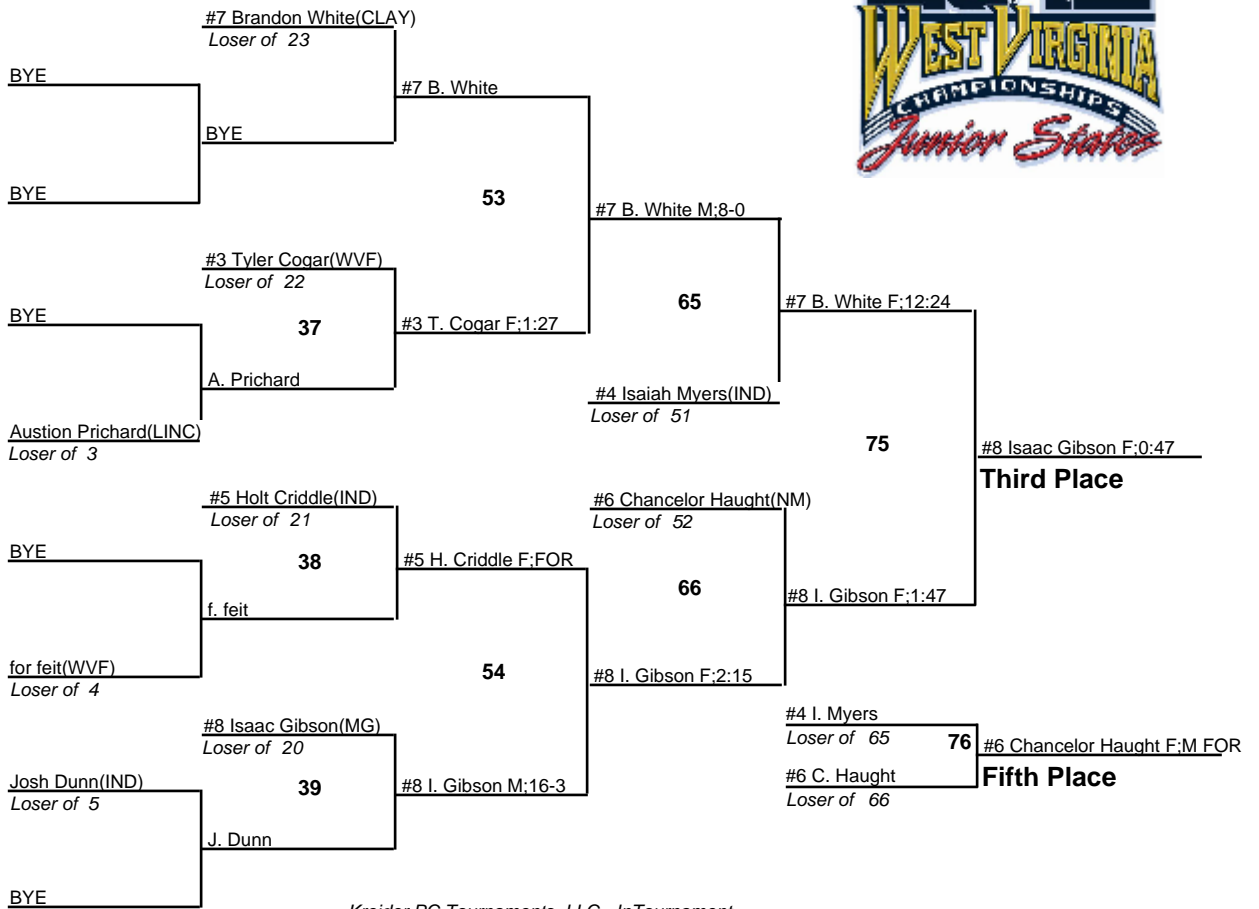 #7 Brandon White(CLAY)
Loser of 23
WEST VIRGINIA
CHAMPIONSHIPS
Junior States
BYE
#7 B. White
BYE
BYE
53
#7 B. White M;8-0
#3 Tyler Cogar(WVF)
Loser of 22
65
#7 B. White F;12:24
BYE
37
#3 T. Cogar F;1:27
A. Prichard
#4 Isaiah Myers(IND)
Loser of 51
Austion Prichard(LINC)
Loser of 3
75
#8 Isaac Gibson F;0:47
Third Place
#5 Holt Criddle(IND)
Loser of 21
#6 Chancelor Haught(NM)
Loser of 52
BYE
38
#5 H. Criddle F;FOR
66
#8 I. Gibson F;1:47
f. feit
for feit(WVF)
Loser of 4
54
#8 I. Gibson F;2:15
#8 Isaac Gibson(MG)
Loser of 20
#4 I. Myers
Loser of 65
76
#6 Chancelor Haught F;M FOR
Fifth Place
Josh Dunn(IND)
Loser of 5
39
#8 I. Gibson M;16-3
#6 C. Haught
Loser of 66
J. Dunn
BYE